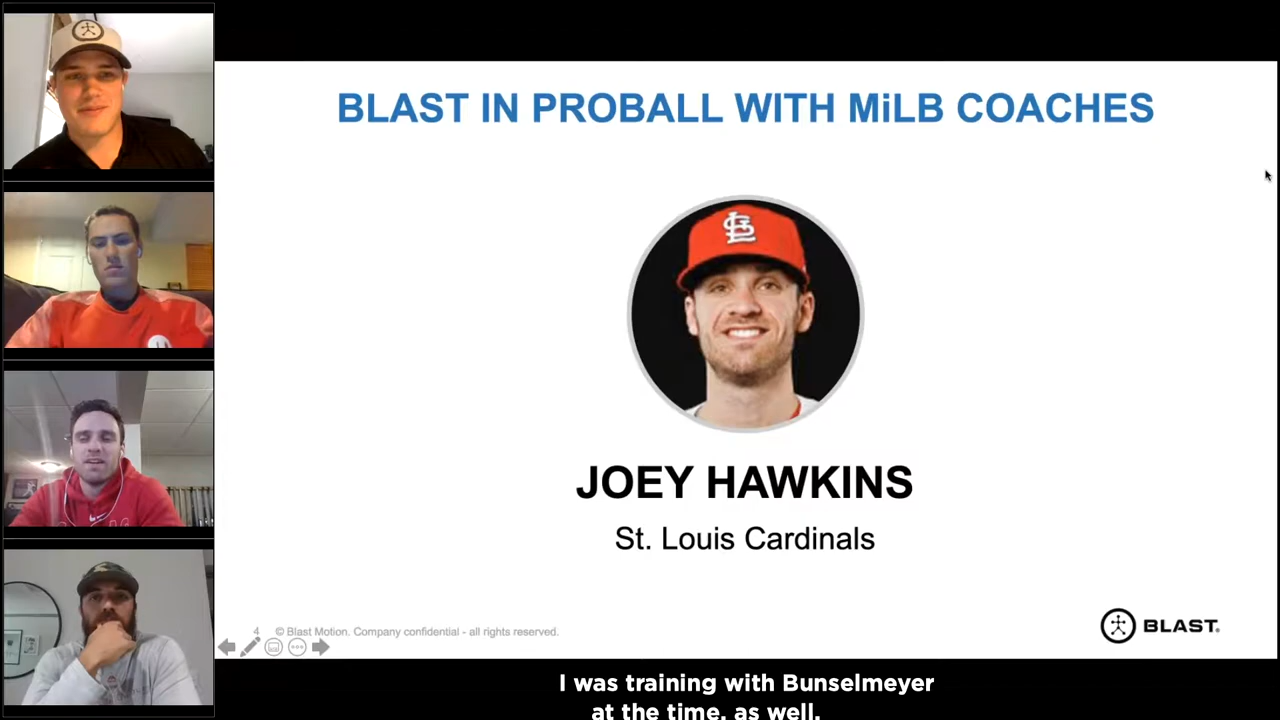 BLAST IN PROBALL WITH MiLB COACHES
JOEY HAWKINS
St. Louis Cardinals
4 © Blast Motion. Company confidential - all rights reserved.
BLAST.
I was training with Bunselmeyer
at the time, as well.